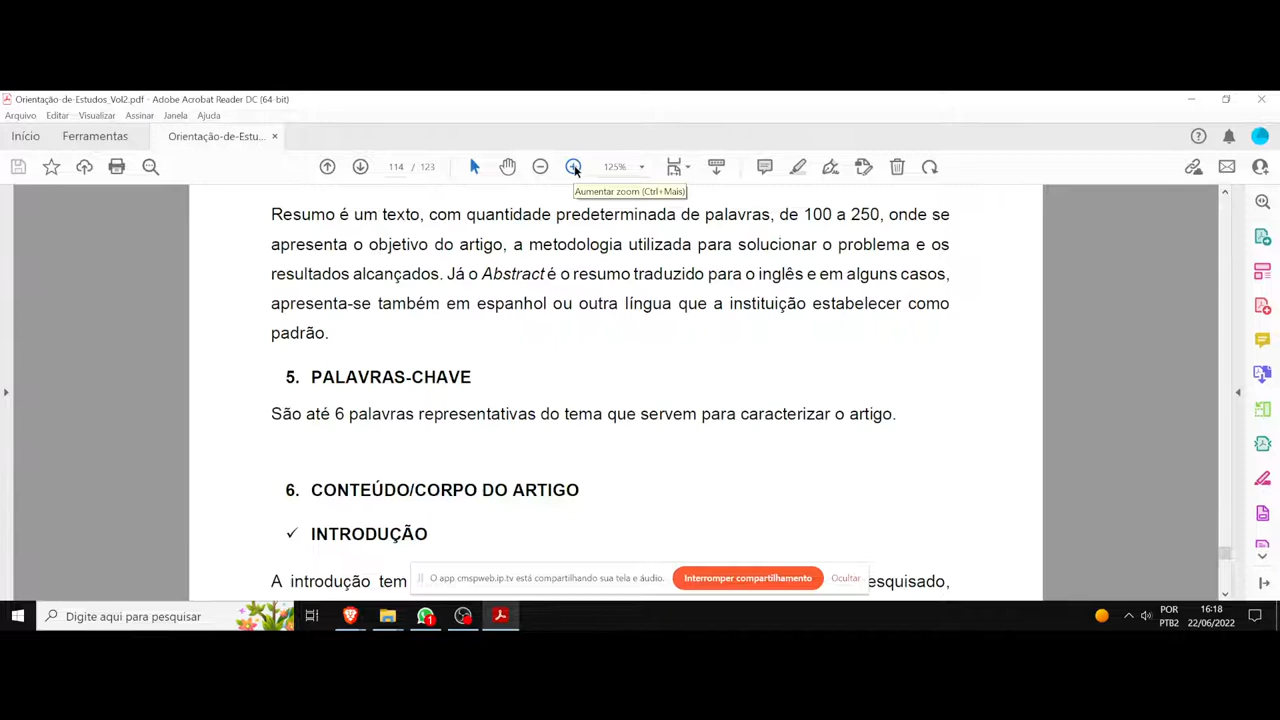 Orientação-de-Estudos_Vol2.pdf - Adobe Acrobat Reader DC (64-bit)
Arquivo Editar Visualizar Assinar Janela Ajuda
Início Ferramentas Orientação-de-Estu... ×
114 / 123 125%
Aumentar zoom (Ctrl+Mais)
Resumo é um texto, com quantidade predeterminada de palavras, de 100 a 250, onde se
apresenta o objetivo do artigo, a metodologia utilizada para solucionar o problema e os
resultados alcançados. Já o Abstract é o resumo traduzido para o inglês e em alguns casos,
apresenta-se também em espanhol ou outra língua que a instituição estabelecer como
padrão.
5. PALAVRAS-CHAVE
São até 6 palavras representativas do tema que servem para caracterizar o artigo.
6. CONTEÚDO/CORPO DO ARTIGO
✓ INTRODUÇÃO
A introdução tem esquisado,
O app cmspweb.ip.tv está compartilhando sua tela e áudio. Interromper compartilhamento Ocultar
Digite aqui para pesquisar
1
POR 16:18
PTB2 22/06/2022